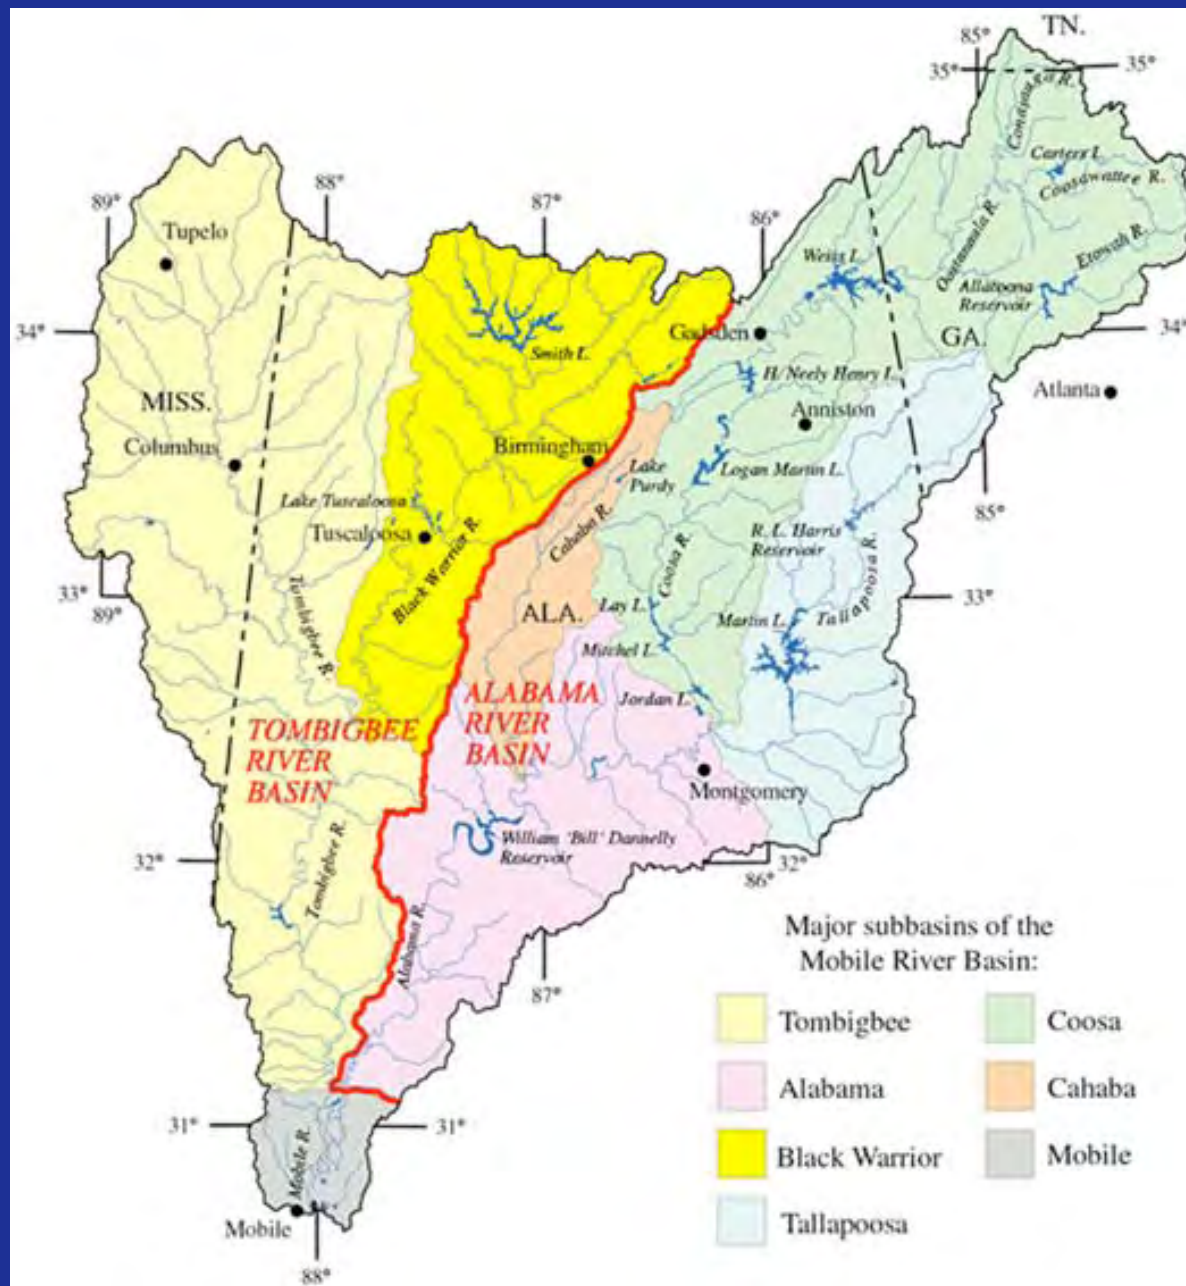 TN.
85°
35°
35°
Conasauga R.
Carters L.
Coosawattee R.
88°
89°
87°
86°
Tupelo
Oostanaula R.
Etowah R.
Weiss L.
Allatoona
Reservoir
34°
Gadsden
GA.
34°
Smith L.
H/Neely Henry L.
Atlanta
MISS.
Anniston
Columbus
Birmingham
Lake
Purdy
Logan Martin L.
Lake Tuscaloosa
Tuscaloosa
Black Warrior R.
Cahaba R.
85°
R. L. Harris
Reservoir
Coosa R.
Tallapoosa R.
33°
89°
Tombigbee R.
ALA.
Lay L.
Martin L.
33°
Mitchel L.
Jordan L.
TOMBIGBEE
RIVER
BASIN
ALABAMA
RIVER
BASIN
Montgomery
Tombigbee R.
William 'Bill' Dannelly
Reservoir
32°
32°
86°
Alabama R.
87°
Major subbasins of the
Mobile River Basin:
Tombigbee
Coosa
Alabama
Cahaba
Black Warrior
Mobile
Tallapoosa
31°
31°
Mobile R.
Mobile
88°